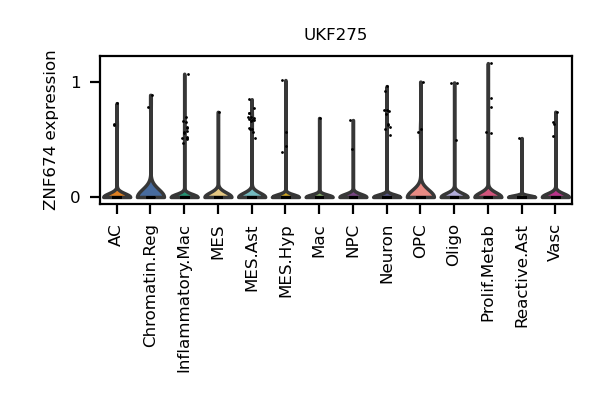 UKF275
ZNF674 expression
1
0
AC
Chromatin.Reg
Inflammatory.Mac
MES
MES.Ast
MES.Hyp
Mac
NPC
Neuron
OPC
Oligo
Prolif.Metab
Reactive.Ast
Vasc